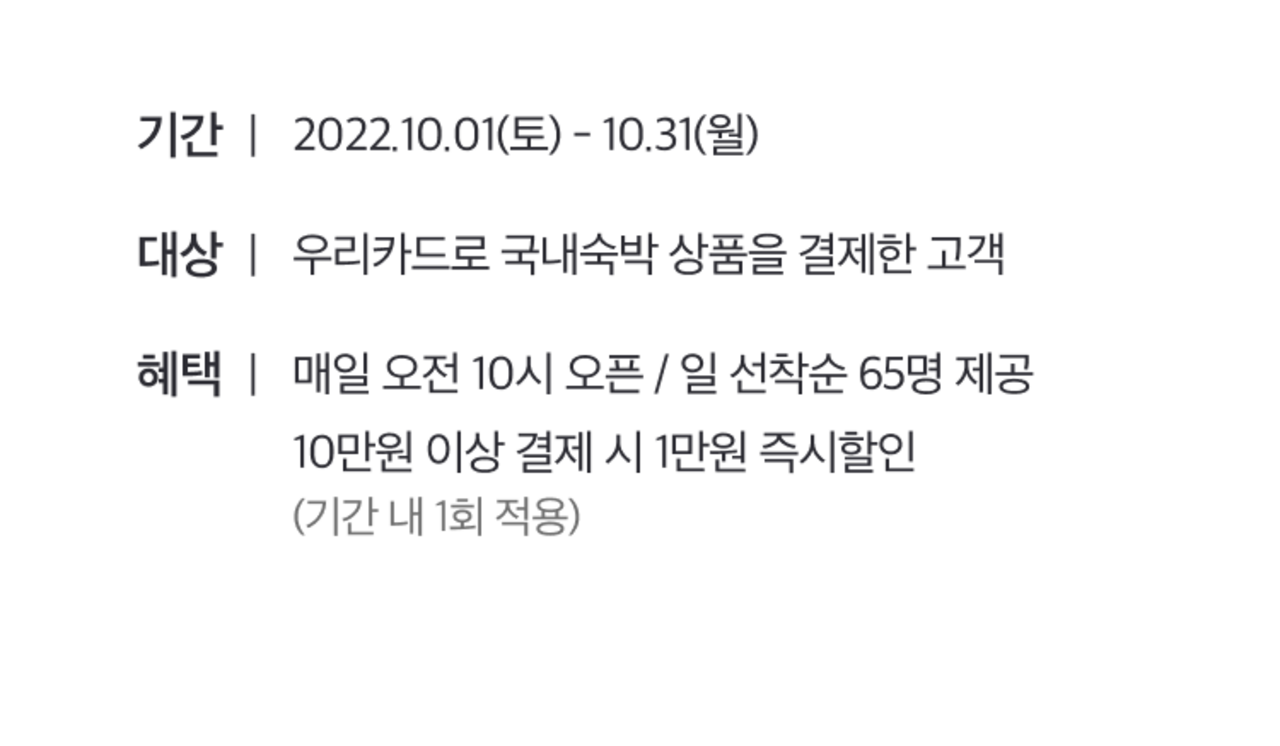 기간 | 2022.10.01(토) - 10.31(월)
대상 | 우리카드로 국내숙박 상품을 결제한 고객
혜택 | 매일 오전 10시 오픈 / 일 선착순 65명 제공
10만원 이상 결제 시 1만원 즉시할인
(기간 내 1회 적용)